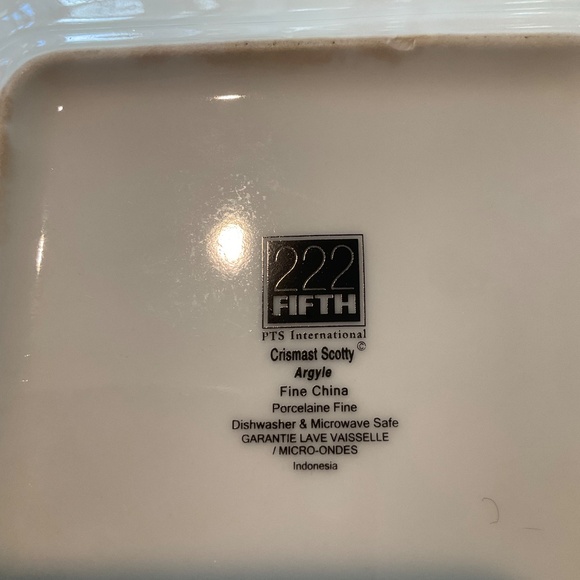 222
FIFTH
PTS International
Crismast Scotty©
Argyle
Fine China
Porcelaine Fine
Dishwasher & Microwave Safe
GARANTIE LAVE VAISSELLE
/ MICRO-ONDES
Indonesia